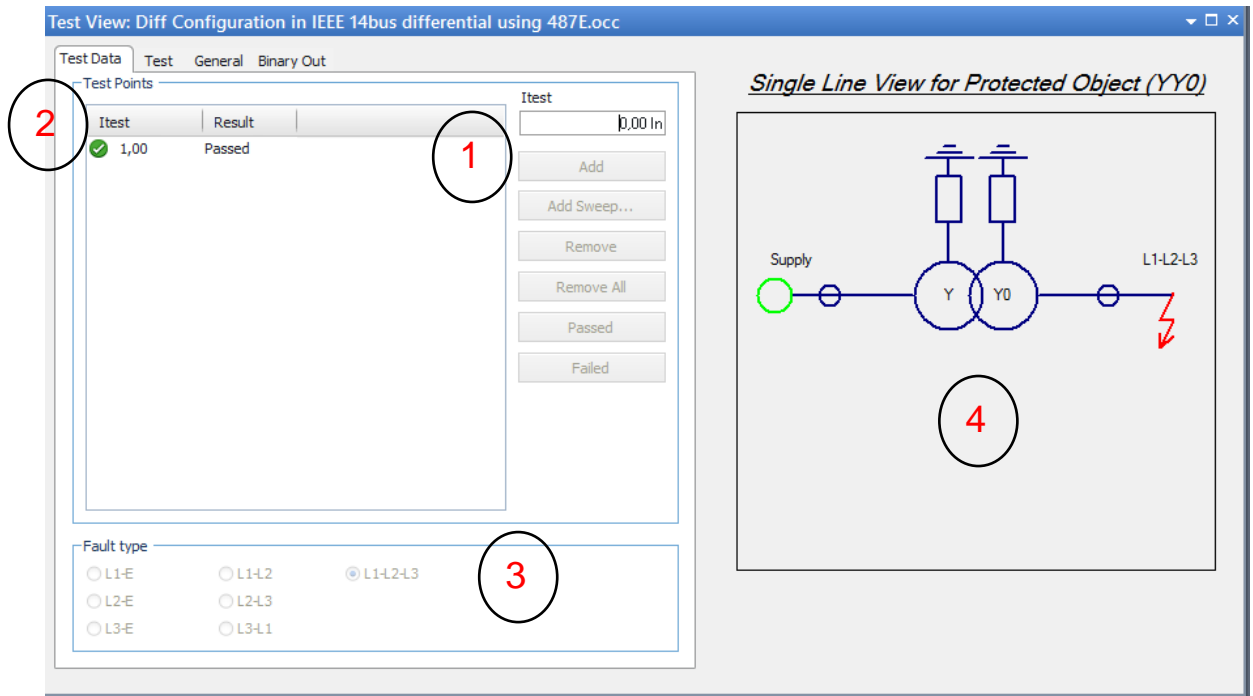 Test View: Diff Configuration in IEEE 14bus differential using 487E.occ
Test Data Test General Binary Out
Test Points
Itest Result
1,00 Passed
2
1
Itest
0,00 In
Add
Add Sweep...
Remove
Remove All
Passed
Failed
Fault type
L1-E L1-L2 L1-L2-L3
L2-E L2-L3
L3-E L3-L1
3
Single Line View for Protected Object (YY0)
Supply
Y
Y0
L1-L2-L3
4